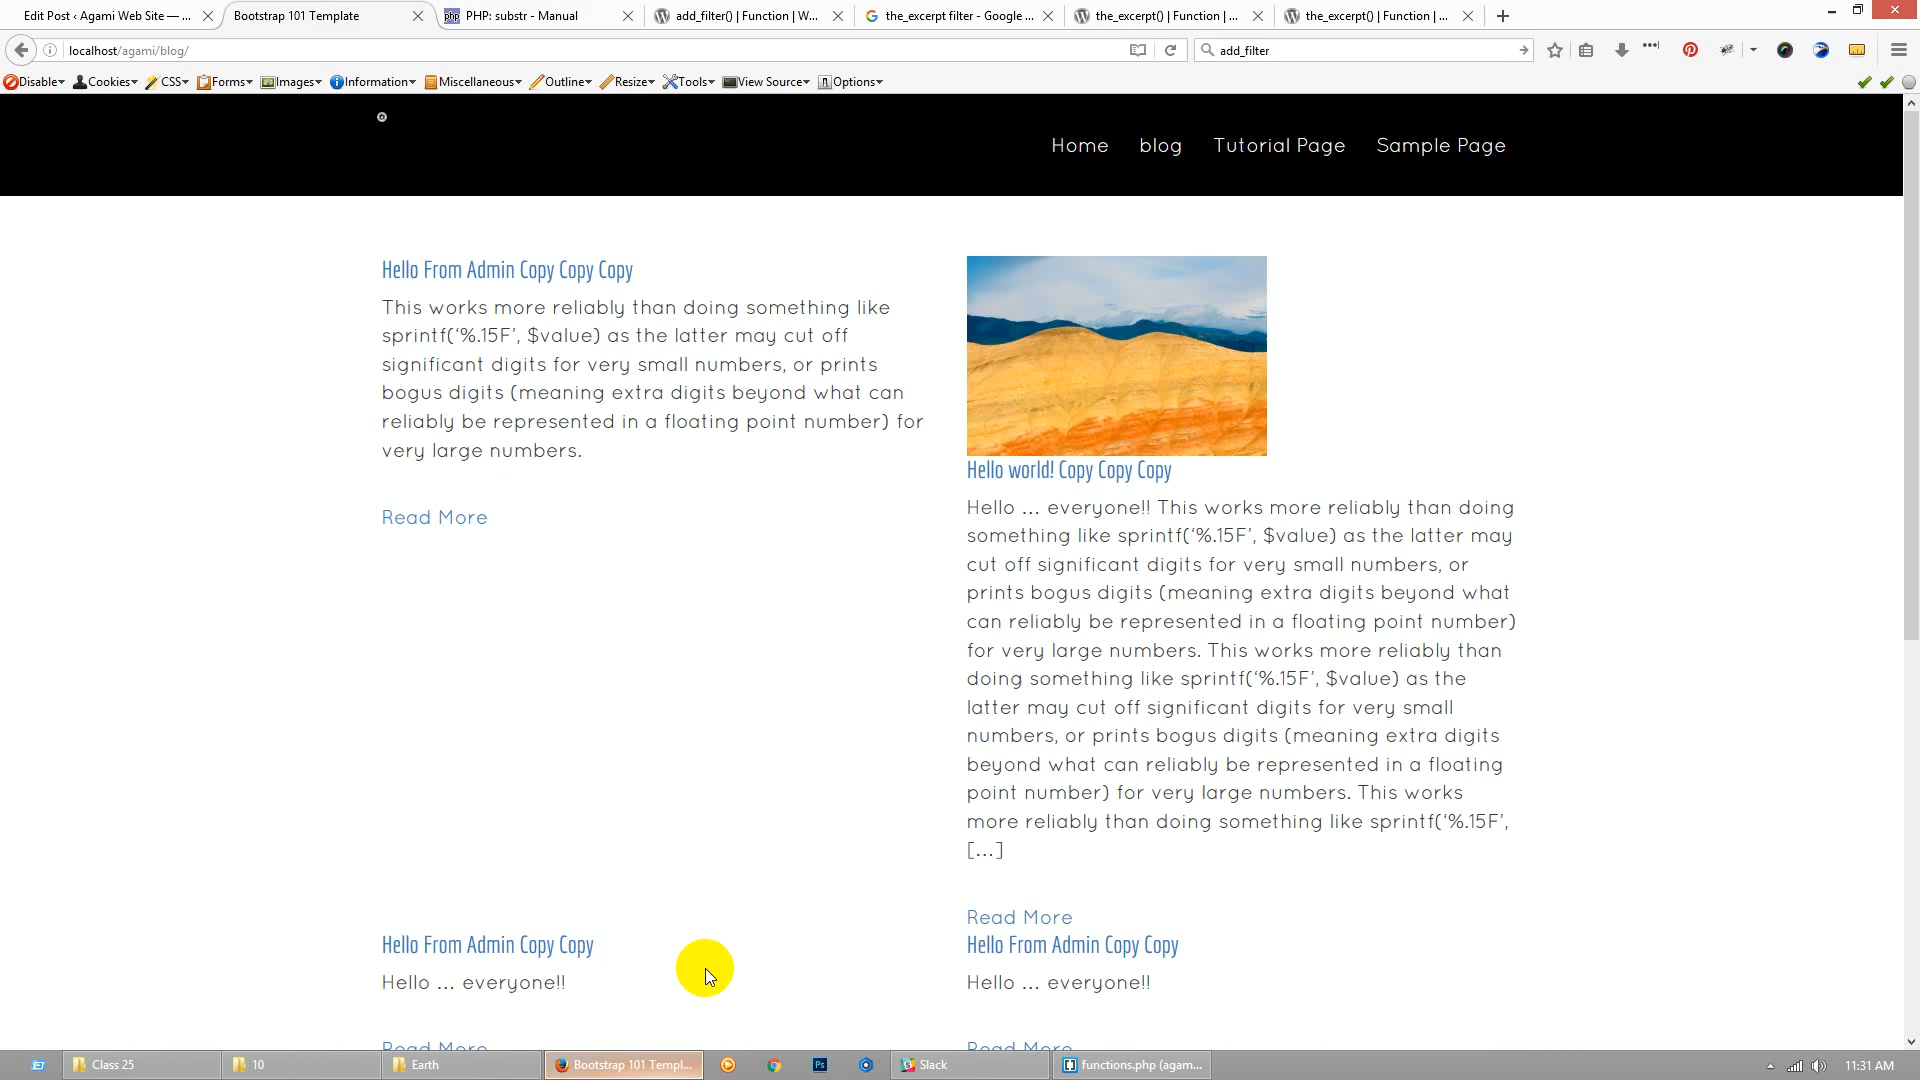 Edit Post ‹ Agami Web Site — ...
Bootstrap 101 Template
php PHP: substr - Manual
add_filter() | Function | W...
the_excerpt filter - Google ...
the_excerpt() | Function | ...
the_excerpt() | Function | ...
localhost/agami/blog/
add_filter
Disable
Cookies
CSS
Forms
Images
Information
Miscellaneous
Outline
Resize
Tools
View Source
Options
Home
blog
Tutorial Page
Sample Page
Hello From Admin Copy Copy Copy
This works more reliably than doing something like
sprintf(‘%.15F’, $value) as the latter may cut off
significant digits for very small numbers, or prints
bogus digits (meaning extra digits beyond what can
reliably be represented in a floating point number) for
very large numbers.
Read More
Hello world! Copy Copy Copy
Hello … everyone!! This works more reliably than doing
something like sprintf(‘%.15F’, $value) as the latter may
cut off significant digits for very small numbers, or
prints bogus digits (meaning extra digits beyond what
can reliably be represented in a floating point number)
for very large numbers. This works more reliably than
doing something like sprintf(‘%.15F’, $value) as the
latter may cut off significant digits for very small
numbers, or prints bogus digits (meaning extra digits
beyond what can reliably be represented in a floating
point number) for very large numbers. This works
more reliably than doing something like sprintf(‘%.15F’,
[…]
Read More
Hello From Admin Copy Copy
Hello … everyone!!
Read More
Hello From Admin Copy Copy
Hello … everyone!!
Read More
Class 25
10
Earth
Bootstrap 101 Templ...
Ps
Slack
functions.php (agam...
11:31 AM